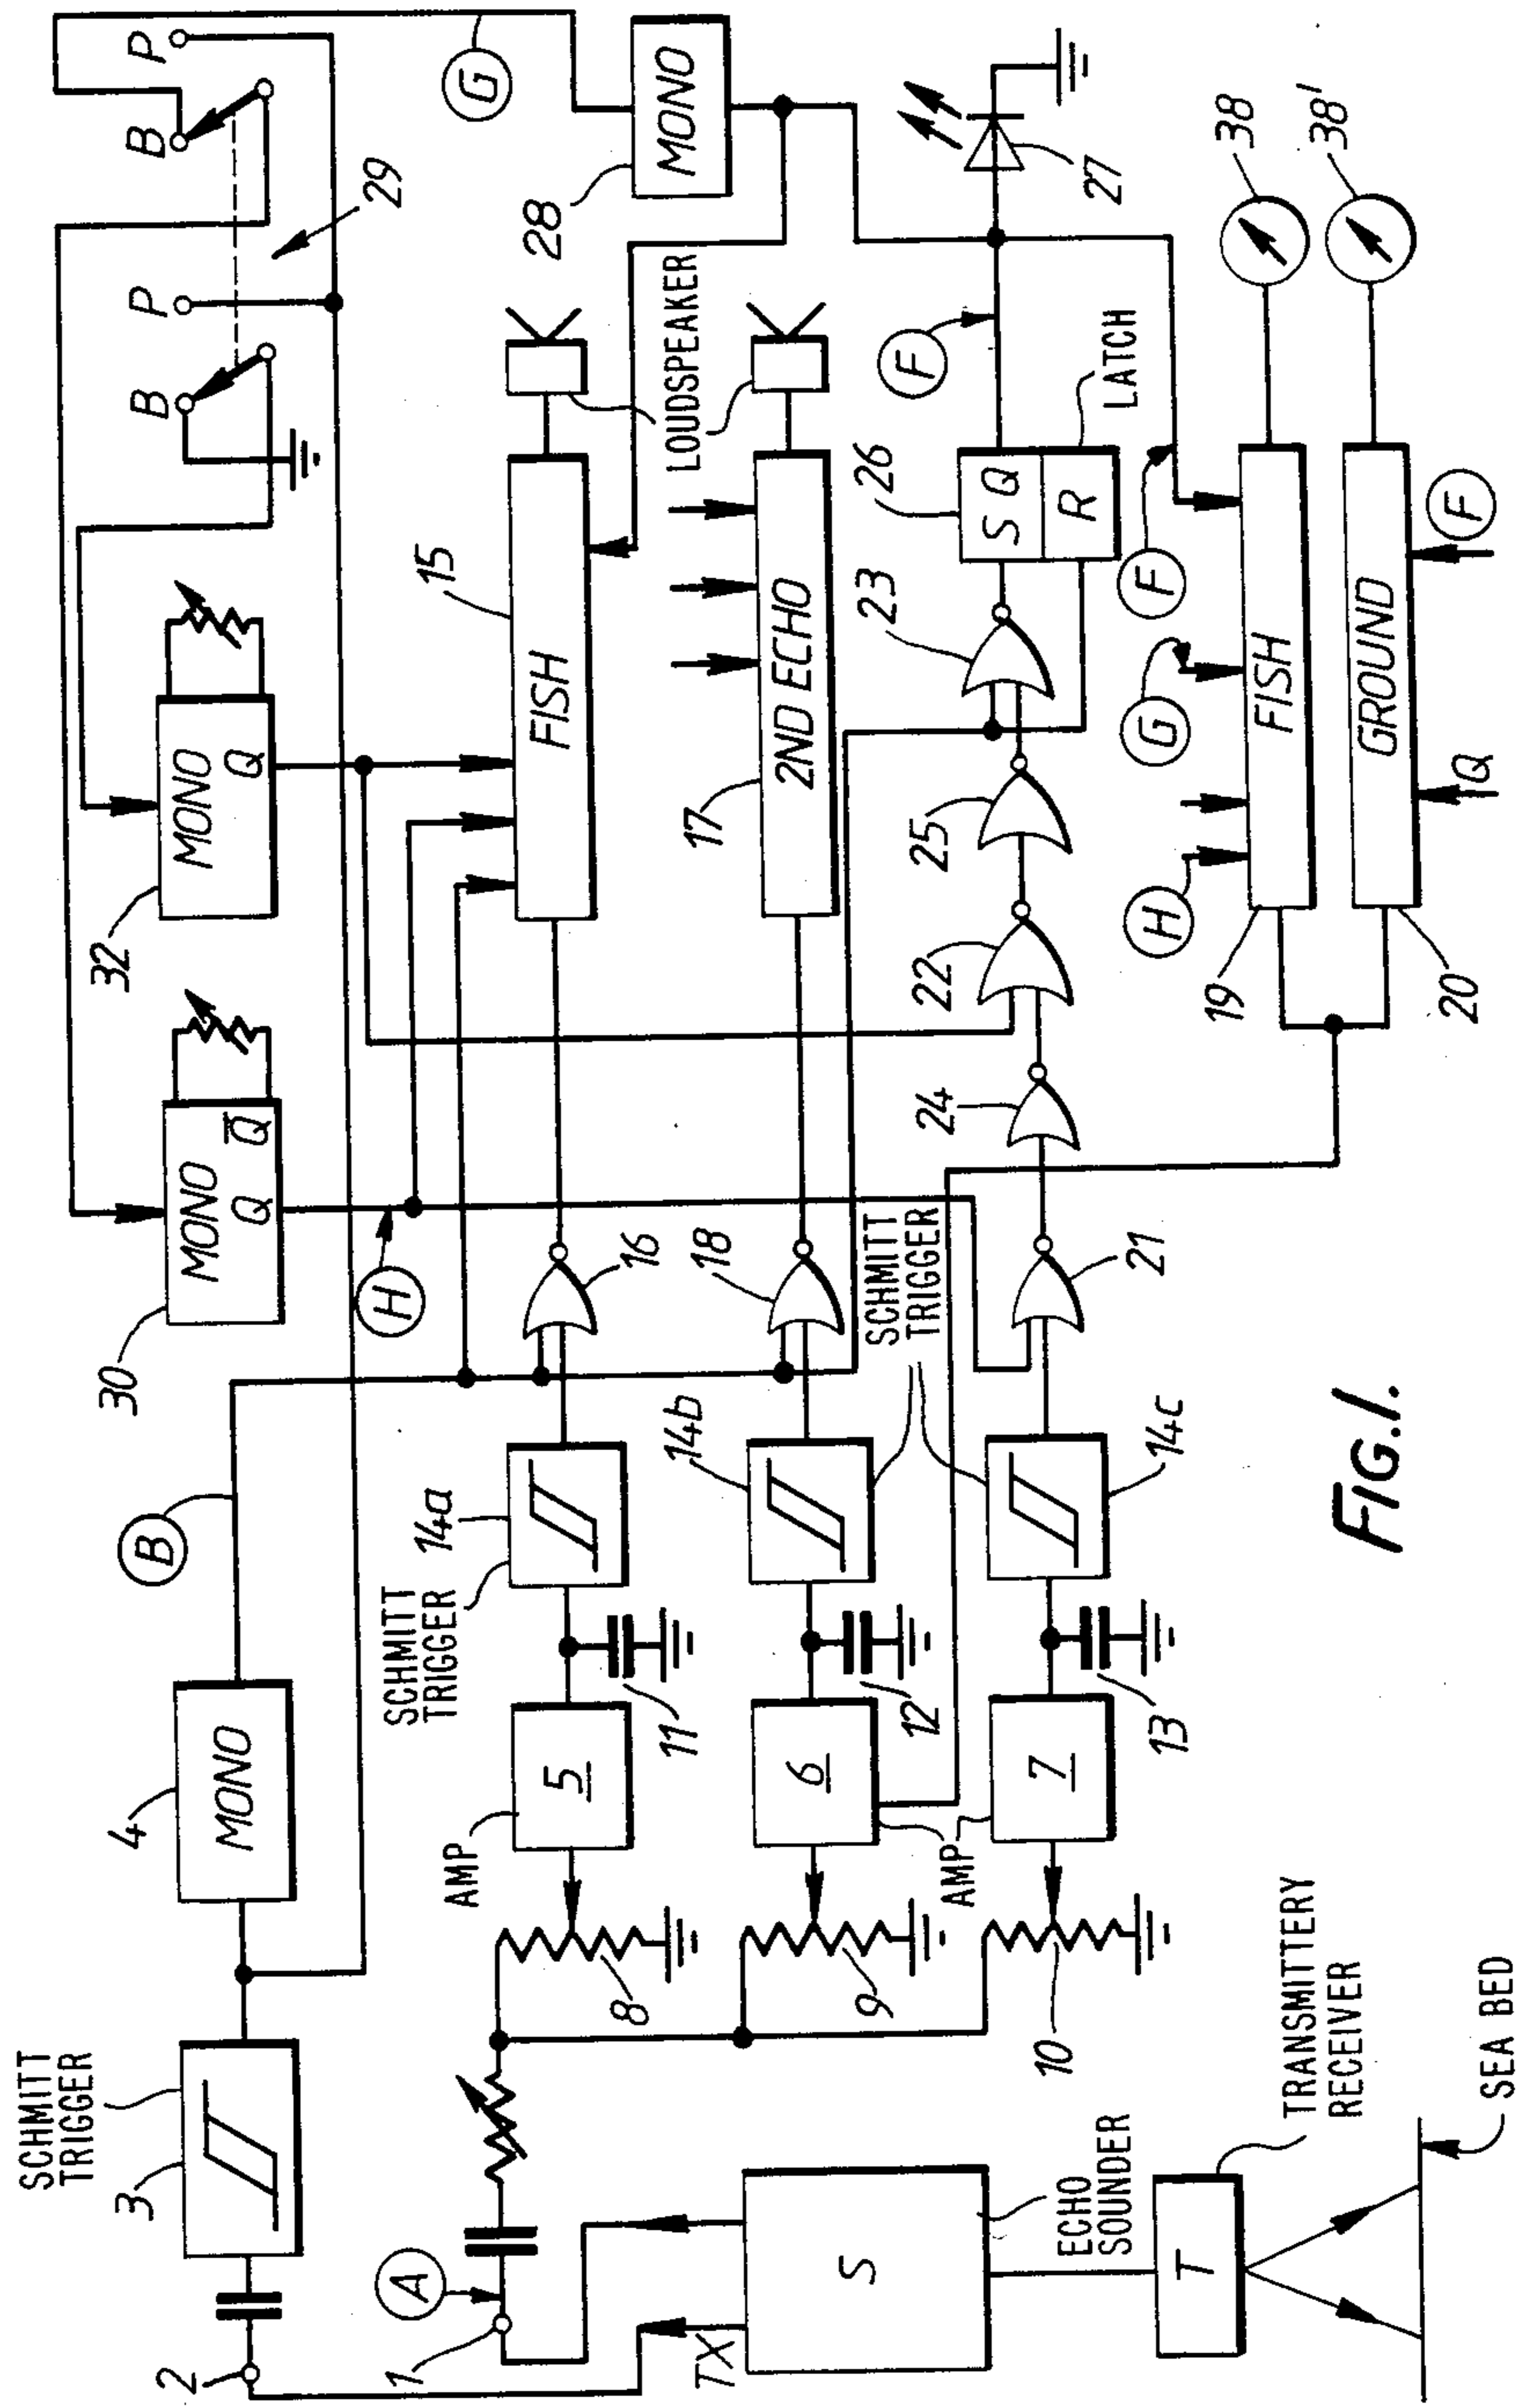 SCHMITT
TRIGGER
3
2
4
MONO
B
30
MONO
Q Q̅
H
32
MONO
Q
B
P
B
P
29
G
A
1
TX
S
ECHO
SOUNDER
T
TRANSMITTERY
RECEIVER
SEA BED
8
9
10
AMP
5
6
7
AMP
11
12
13
SCHMITT
TRIGGER
14a
14b
14c
SCHMITT
TRIGGER
16
18
21
24
22
25
23
15
FISH
17
2ND ECHO
LOUDSPEAKER
28
MONO
26
S Q
R
LATCH
F
27
F
G
H
19
FISH
38
20
GROUND
38'
Q
F
FIG.1.